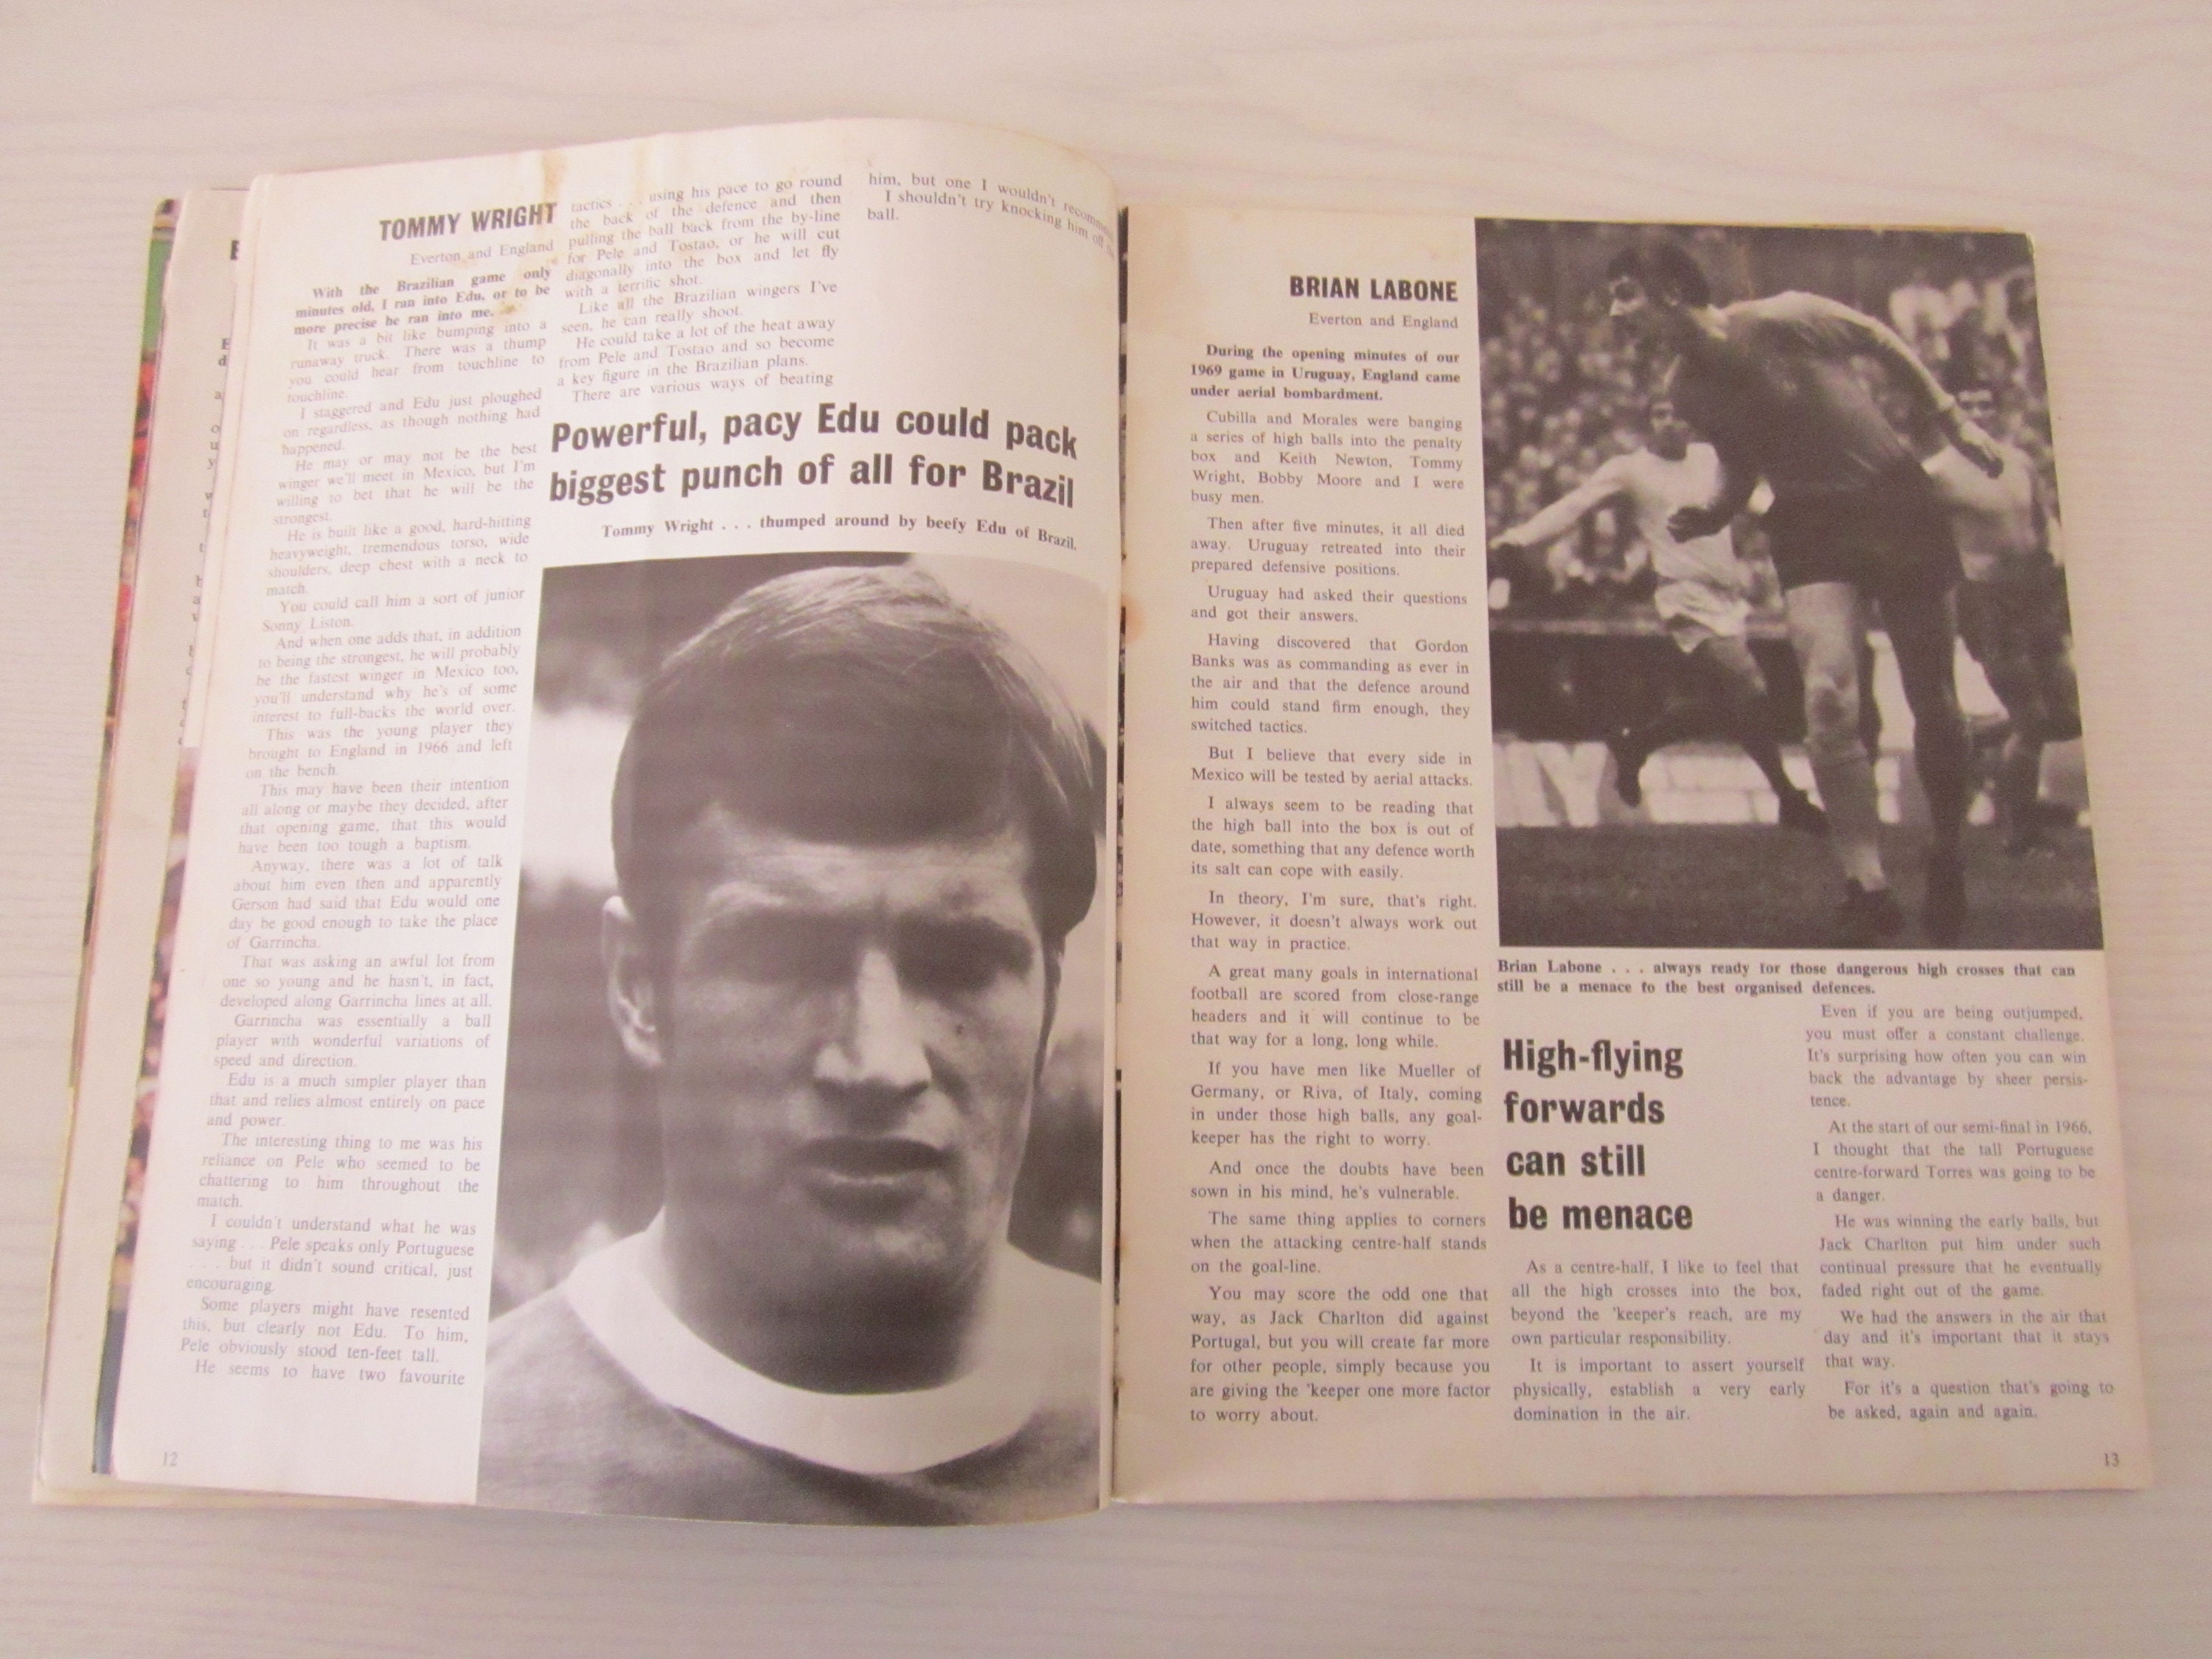 TOMMY WRIGHT
Everton and England
With the Brazilian game only
minutes old, I ran into Edu, or to be
more precise he ran into me.
It was a bit like bumping into a
runaway truck. There was a thump
you could hear from touchline to
touchline.
I staggered and Edu just ploughed
on regardless, as though nothing had
happened.
He may or may not be the best
winger we'll meet in Mexico, but I'm
willing to bet that he will be the
strongest.
He is built like a good, hard-hitting
heavyweight, tremendous torso, wide
shoulders, deep chest with a neck to
match.
You could call him a sort of junior
Sonny Liston.
And when one adds that, in addition
to being the strongest, he will probably
be the fastest winger in Mexico too,
you'll understand why he's of some
interest to full-backs the world over.
This was the young player they
brought to England in 1966 and left
on the bench.
This may have been their intention
all along or maybe they decided, after
that opening game, that this would
have been too tough a baptism.
Anyway, there was a lot of talk
about him even then and apparently
Gerson had said that Edu would one
day be good enough to take the place
of Garrincha.
That was asking an awful lot from
one so young and he hasn't, in fact,
developed along Garrincha lines at all.
Garrincha was essentially a ball
player with wonderful variations of
speed and direction.
Edu is a much simpler player than
that and relies almost entirely on pace
and power.
The interesting thing to me was his
reliance on Pele who seemed to be
chattering to him throughout the
match.
I couldn't understand what he was
saying . . . Pele speaks only Portuguese
. . . but it didn't sound critical, just
encouraging.
Some players might have resented
this, but clearly not Edu. To him,
Pele obviously stood ten-feet tall.
He seems to have two favourite
tactics . . . using his pace to go round
the back of the defence and then
pulling the ball back from the by-line
for Pele and Tostao, or he will cut
diagonally into the box and let fly
with a terrific shot.
Like all the Brazilian wingers I've
seen, he can really shoot.
He could take a lot of the heat away
from Pele and Tostao and so become
a key figure in the Brazilian plans.
There are various ways of beating
him, but one I wouldn't recommend
I shouldn't try knocking him off
ball.
Powerful, pacy Edu could pack
biggest punch of all for Brazil
Tommy Wright . . . thumped around by beefy Edu of Brazil.
12
BRIAN LABONE
Everton and England
During the opening minutes of our
1969 game in Uruguay, England came
under aerial bombardment.
Cubilla and Morales were banging
a series of high balls into the penalty
box and Keith Newton, Tommy
Wright, Bobby Moore and I were
busy men.
Then after five minutes, it all died
away. Uruguay retreated into their
prepared defensive positions.
Uruguay had asked their questions
and got their answers.
Having discovered that Gordon
Banks was as commanding as ever in
the air and that the defence around
him could stand firm enough, they
switched tactics.
But I believe that every side in
Mexico will be tested by aerial attacks.
I always seem to be reading that
the high ball into the box is out of
date, something that any defence worth
its salt can cope with easily.
In theory, I'm sure, that's right.
However, it doesn't always work out
that way in practice.
A great many goals in international
football are scored from close-range
headers and it will continue to be
that way for a long, long while.
If you have men like Mueller of
Germany, or Riva, of Italy, coming
in under those high balls, any goal-
keeper has the right to worry.
And once the doubts have been
sown in his mind, he's vulnerable.
The same thing applies to corners
when the attacking centre-half stands
on the goal-line.
You may score the odd one that
way, as Jack Charlton did against
Portugal, but you will create far more
for other people, simply because you
are giving the 'keeper one more factor
to worry about.
Brian Labone . . . always ready for those dangerous high crosses that can
still be a menace to the best organised defences.
High-flying
forwards
can still
be menace
As a centre-half, I like to feel that
all the high crosses into the box,
beyond the 'keeper's reach, are my
own particular responsibility.
It is important to assert yourself
physically, establish a very early
domination in the air.
Even if you are being outjumped,
you must offer a constant challenge.
It's surprising how often you can win
back the advantage by sheer persis-
tence.
At the start of our semi-final in 1966,
I thought that the tall Portuguese
centre-forward Torres was going to be
a danger.
He was winning the early balls, but
Jack Charlton put him under such
continual pressure that he eventually
faded right out of the game.
We had the answers in the air that
day and it's important that it stays
that way.
For it's a question that's going to
be asked, again and again.
13